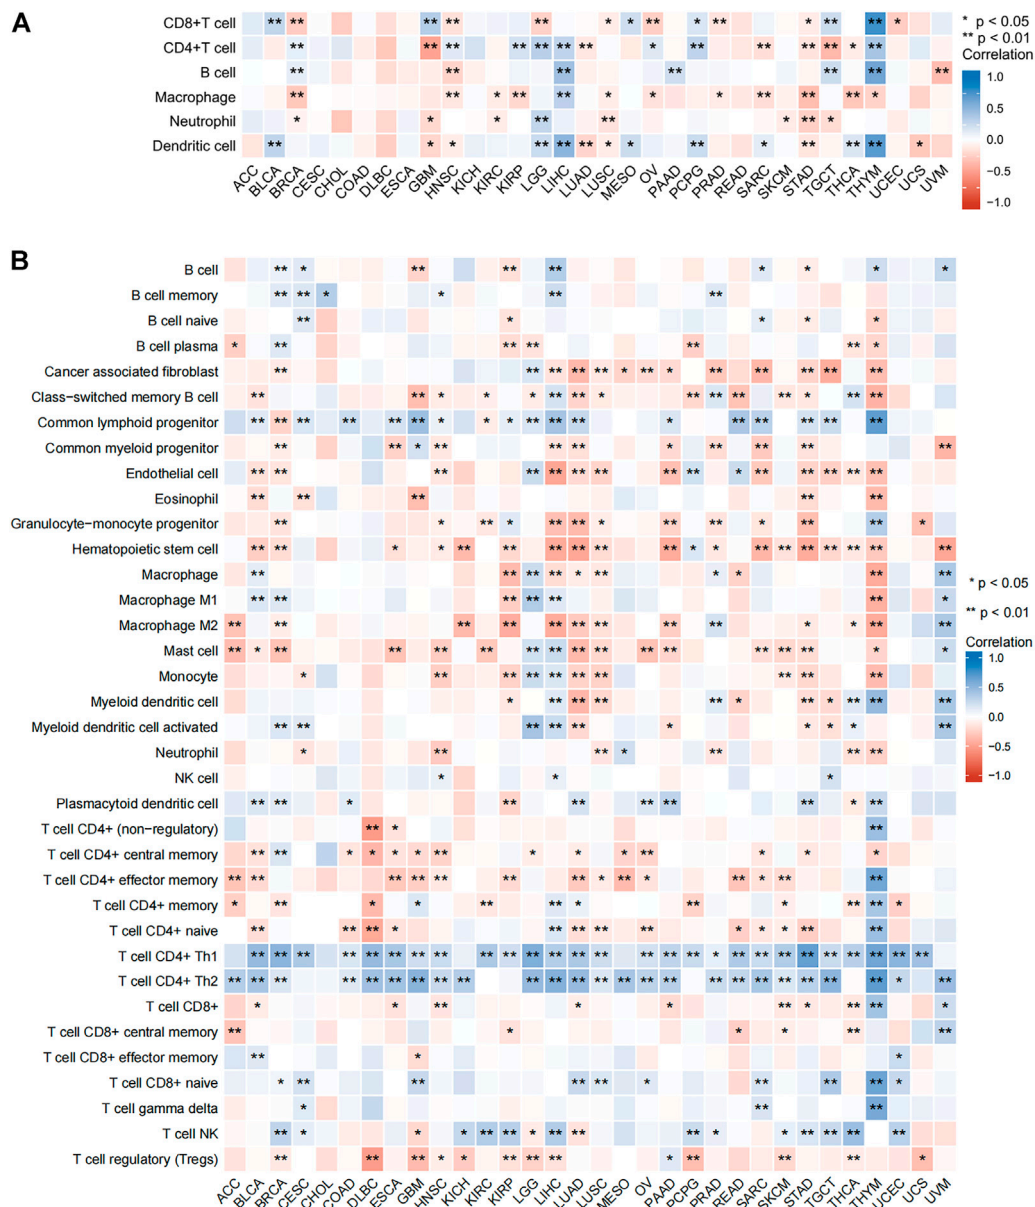 A
CD8+T cell
CD4+T cell
B cell
Macrophage
Neutrophil
Dendritic cell
* p < 0.05
** p < 0.01
Correlation
1.0
0.5
0.0
−0.5
−1.0
ACC BLCA BRCA CESC CHOL COAD DLBC ESCA GBM HNSC KICH KIRC KIRP LGG LIHC LUAD LUSC MESO OV PAAD PCPG PRAD READ SARC SKCM STAD TGCT THCA THYM UCEC UCS UVM
B
B cell
B cell memory
B cell naive
B cell plasma
Cancer associated fibroblast
Class−switched memory B cell
Common lymphoid progenitor
Common myeloid progenitor
Endothelial cell
Eosinophil
Granulocyte−monocyte progenitor
Hematopoietic stem cell
Macrophage
Macrophage M1
Macrophage M2
Mast cell
Monocyte
Myeloid dendritic cell
Myeloid dendritic cell activated
Neutrophil
NK cell
Plasmacytoid dendritic cell
T cell CD4+ (non−regulatory)
T cell CD4+ central memory
T cell CD4+ effector memory
T cell CD4+ memory
T cell CD4+ naive
T cell CD4+ Th1
T cell CD4+ Th2
T cell CD8+
T cell CD8+ central memory
T cell CD8+ effector memory
T cell CD8+ naive
T cell gamma delta
T cell NK
T cell regulatory (Tregs)
* p < 0.05
** p < 0.01
Correlation
1.0
0.5
0.0
−0.5
−1.0
ACC BLCA BRCA CESC CHOL COAD DLBC ESCA GBM HNSC KICH KIRC KIRP LGG LIHC LUAD LUSC MESO OV PAAD PCPG PRAD READ SARC SKCM STAD TGCT THCA THYM UCEC UCS UVM